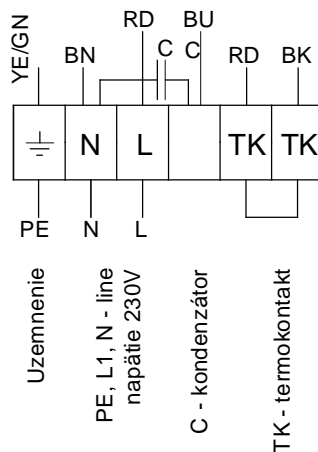 YE/GN
BN
RD
C
BU
C
RD
BK
N
L
TK
TK
PE
N
L
Uzemnenie
PE, L1, N - line
napätie 230V
C - kondenzátor
TK - termokontakt